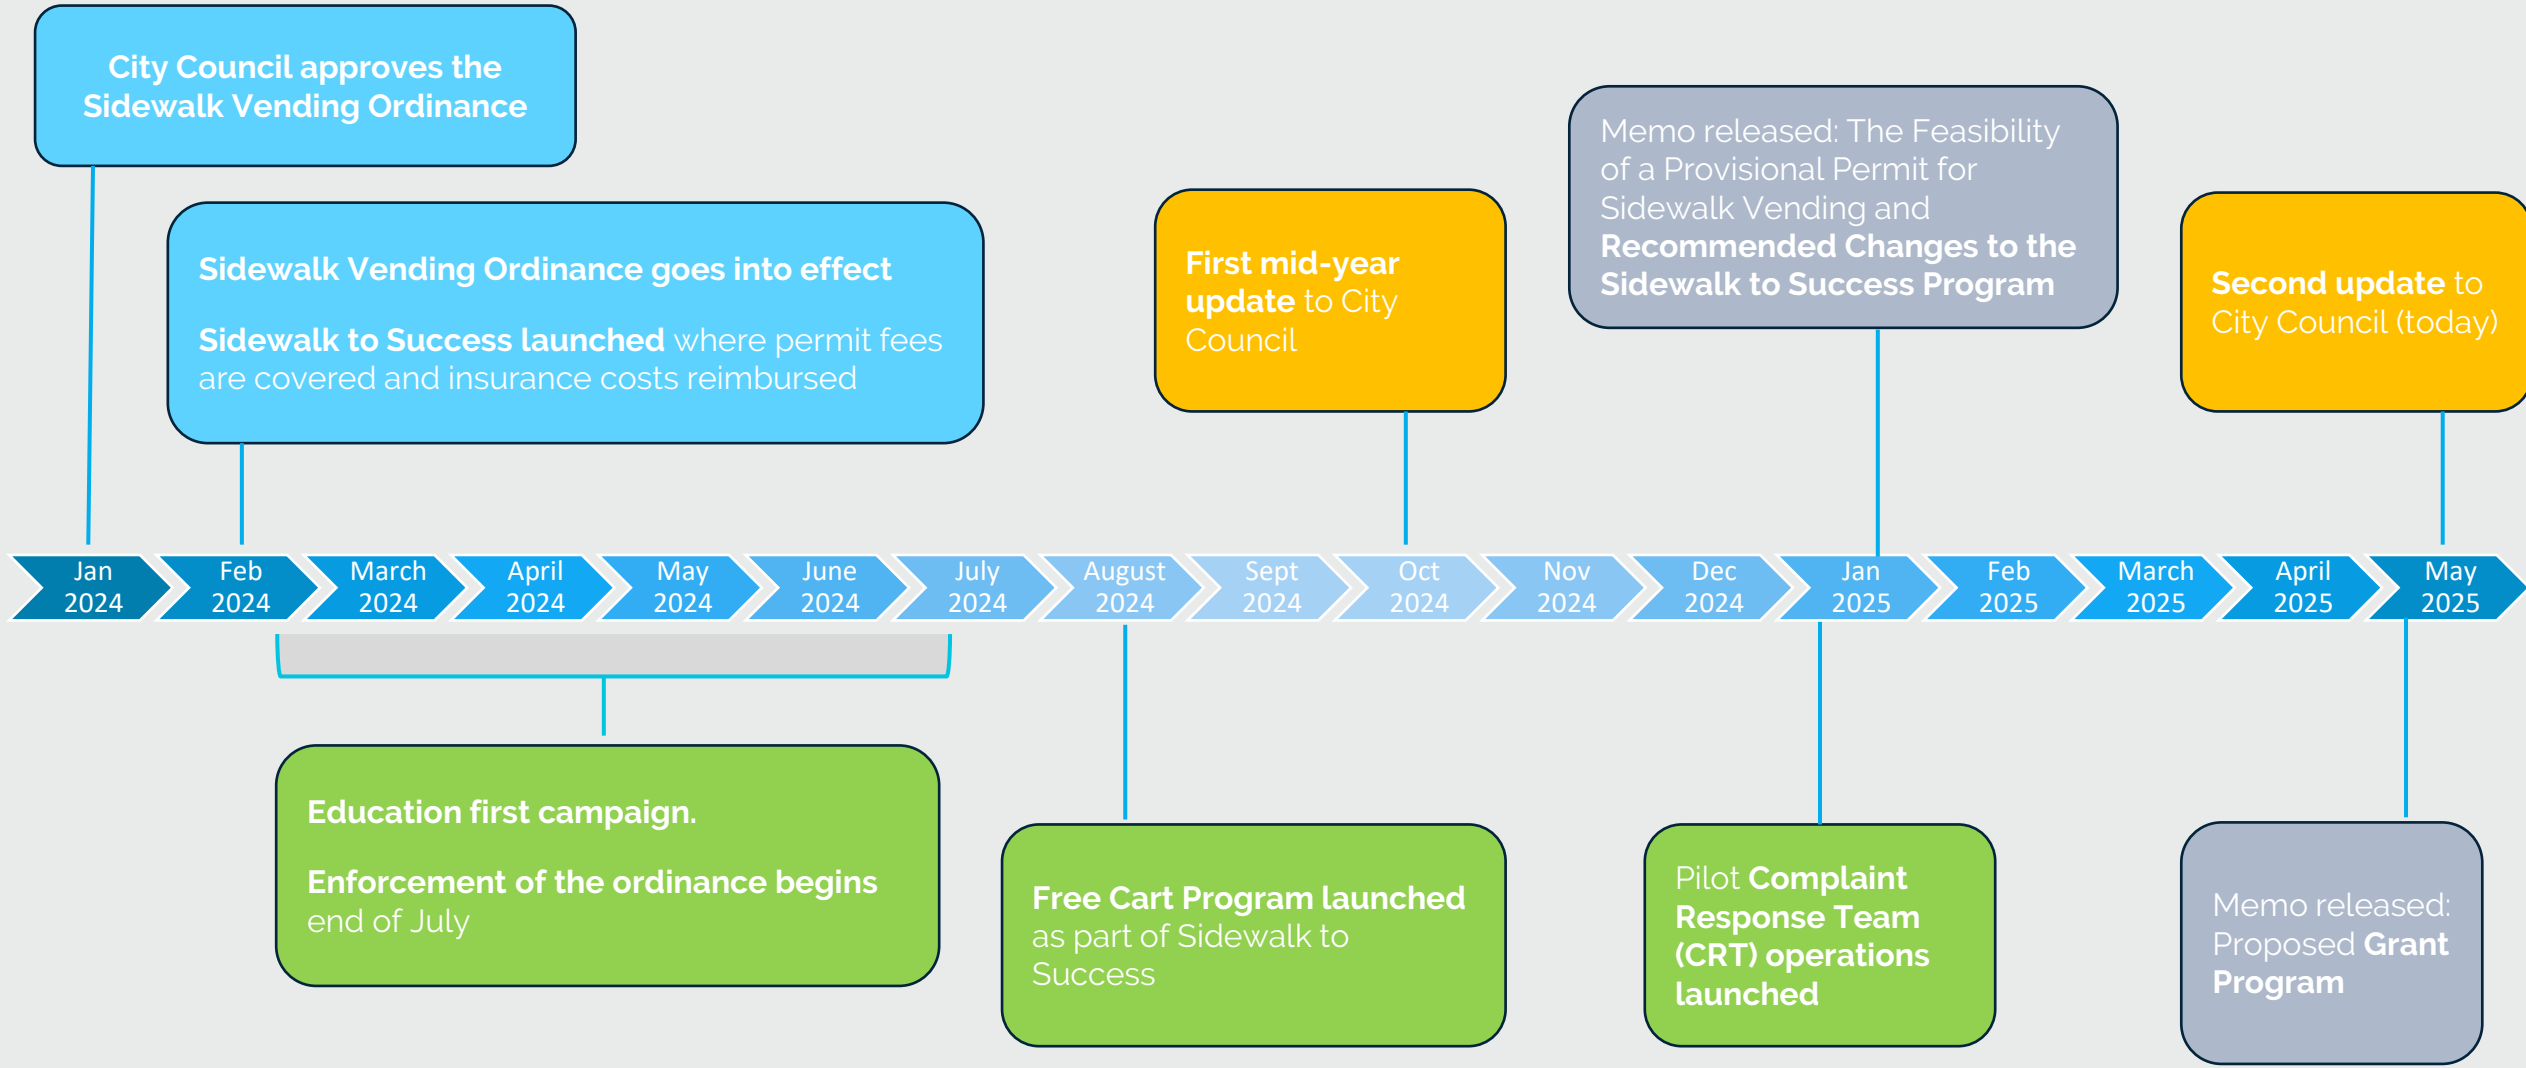 City Council approves the
Sidewalk Vending Ordinance
Sidewalk Vending Ordinance goes into effect
Sidewalk to Success launched where permit fees
are covered and insurance costs reimbursed
First mid-year
update to City
Council
Memo released: The Feasibility
of a Provisional Permit for
Sidewalk Vending and
Recommended Changes to the
Sidewalk to Success Program
Second update to
City Council (today)
Jan
2024
Feb
2024
March
2024
April
2024
May
2024
June
2024
July
2024
August
2024
Sept
2024
Oct
2024
Nov
2024
Dec
2024
Jan
2025
Feb
2025
March
2025
April
2025
May
2025
Education first campaign.
Enforcement of the ordinance begins
end of July
Free Cart Program launched
as part of Sidewalk to
Success
Pilot Complaint
Response Team
(CRT) operations
launched
Memo released:
Proposed Grant
Program